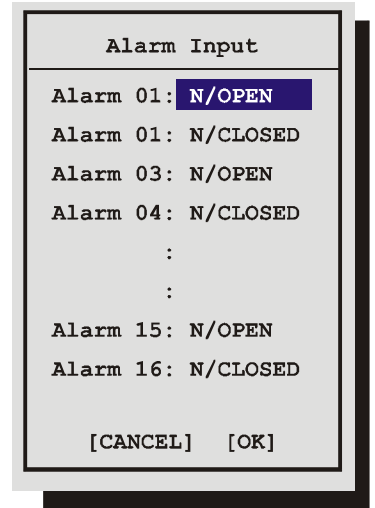 Alarm Input
Alarm 01: N/OPEN
Alarm 01: N/CLOSED
Alarm 03: N/OPEN
Alarm 04: N/CLOSED
:
:
Alarm 15: N/OPEN
Alarm 16: N/CLOSED
[CANCEL] [OK]